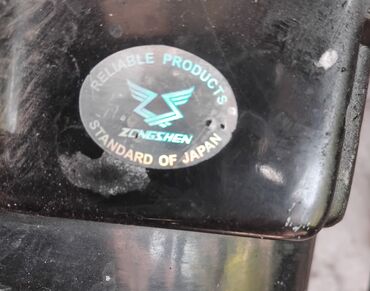 RELIABLE PRODUCTS
ZONGSHEN
STANDARD OF JAPAN